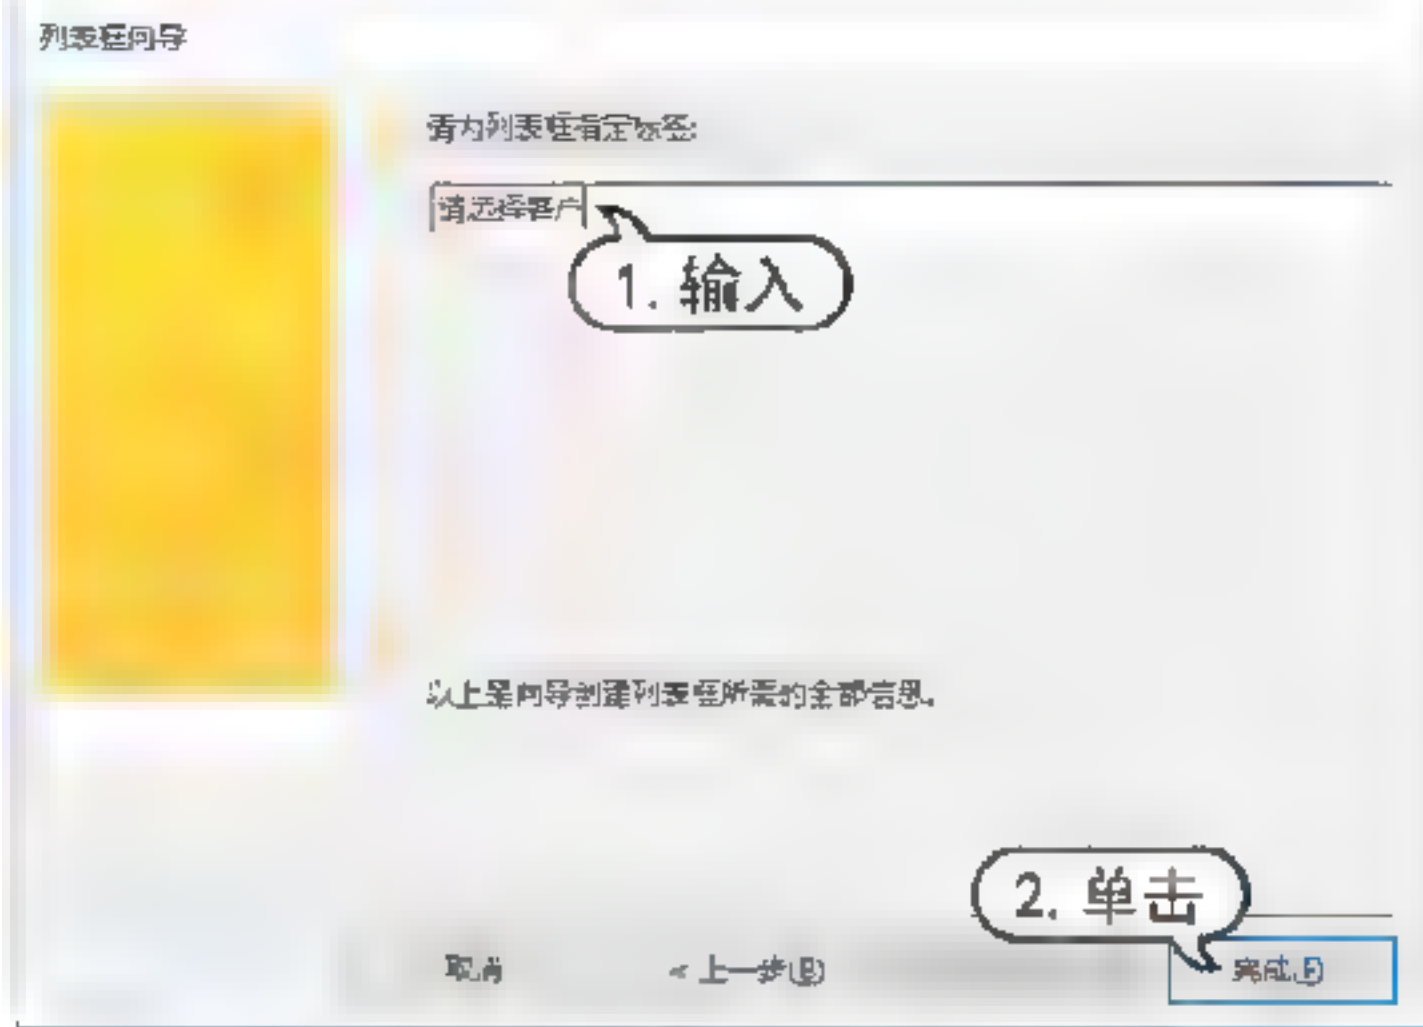 列表框向导
请为列表框指定标签:
请选择客户
1. 输入
以上是向导创建列表框所需的全部信息。
2. 单击
取消
< 上一步(B)
完成(F)